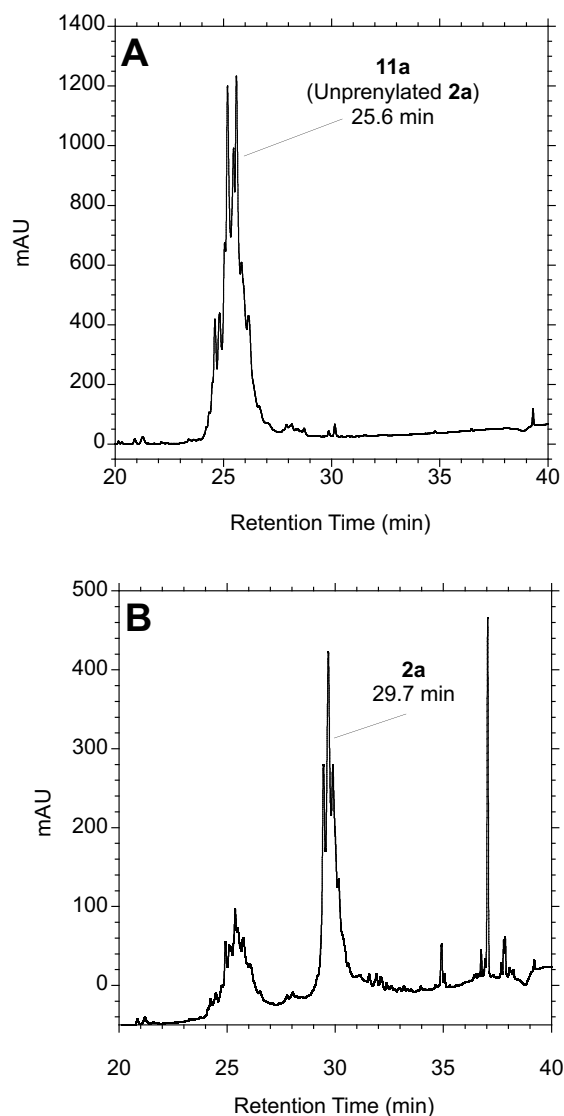 A
11a
(Unprenylated 2a)
25.6 min
1400
1200
1000
800
600
400
200
0
mAU
20 25 30 35 40
Retention Time (min)
B
2a
29.7 min
500
400
300
200
100
0
mAU
20 25 30 35 40
Retention Time (min)